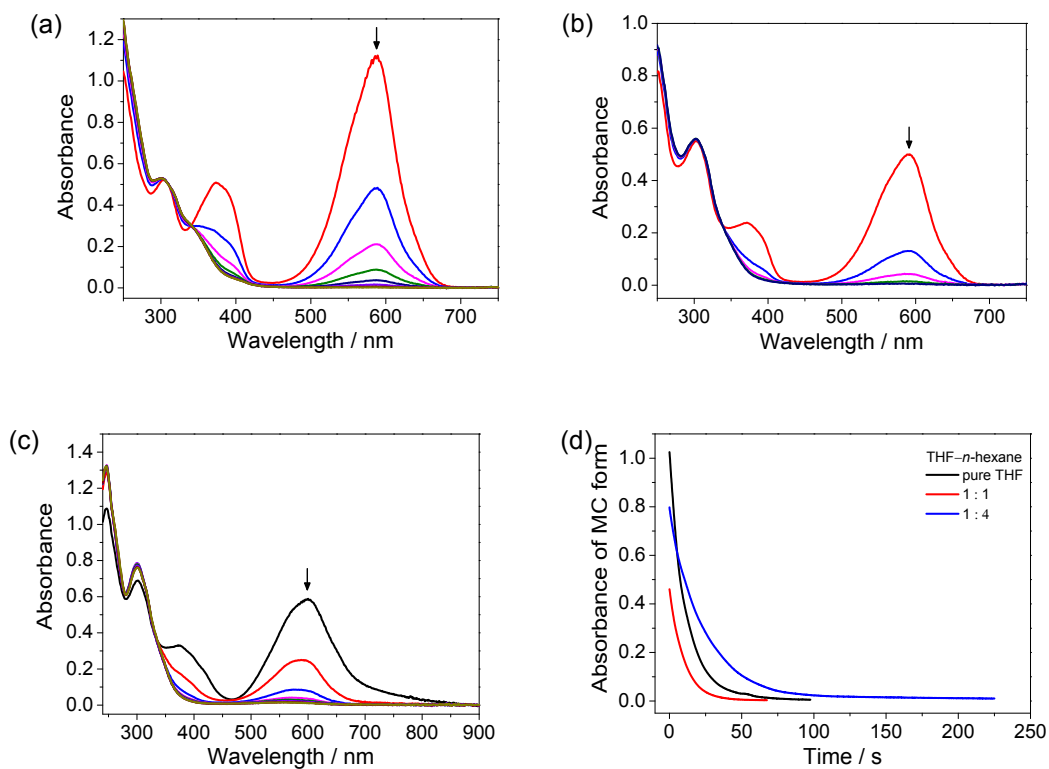 (a)
1.2
1.0
0.8
0.6
0.4
0.2
0.0
Absorbance
300 400 500 600 700
Wavelength / nm
(b)
1.0
0.8
0.6
0.4
0.2
0.0
Absorbance
300 400 500 600 700
Wavelength / nm
(c)
1.4
1.2
1.0
0.8
0.6
0.4
0.2
0.0
Absorbance
300 400 500 600 700 800 900
Wavelength / nm
(d)
1.0
0.8
0.6
0.4
0.2
0.0
Absorbance of MC form
THF–n-hexane
pure THF
1 : 1
1 : 4
0 50 100 150 200 250
Time / s